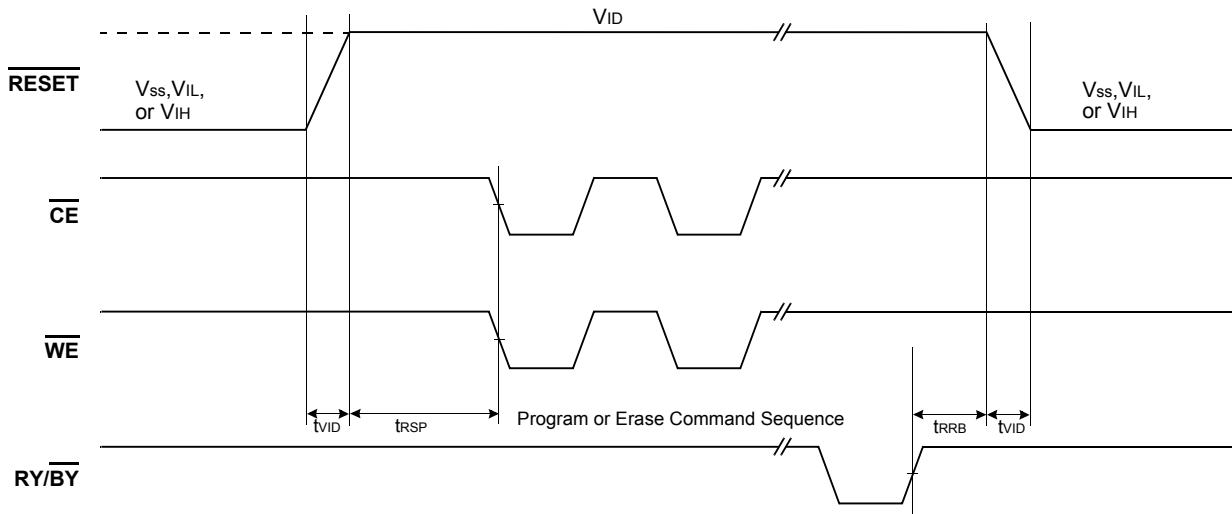 VID
RESET
Vss,VIL,
or VIH
Vss,VIL,
or VIH
CE
WE
tVID
tRSP
Program or Erase Command Sequence
tRRB
tVID
RY/BY